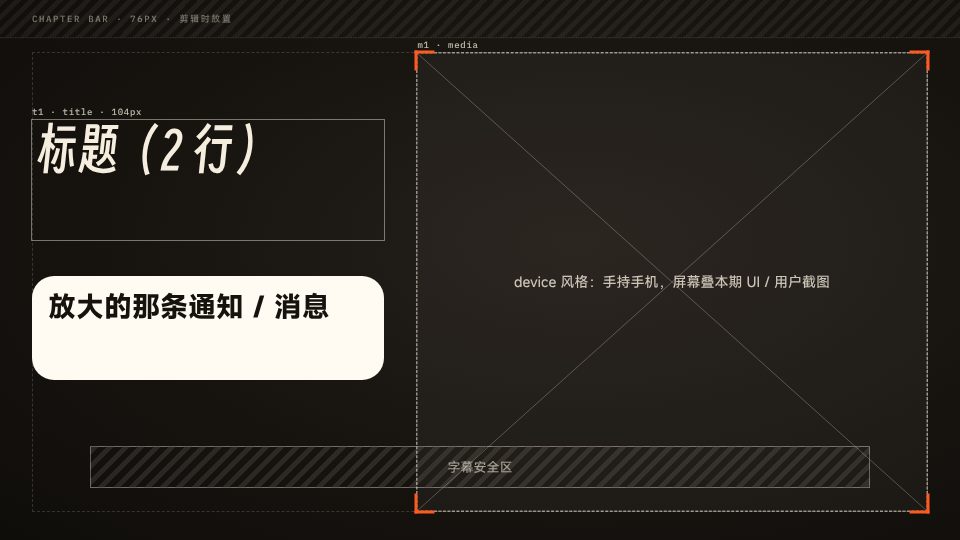 CHAPTER BAR · 76PX · 剪辑时放置
m1 · media
t1 · title · 104px
标题（2 行）
放大的那条通知 / 消息
device 风格：手持手机，屏幕叠本期 UI / 用户截图
字幕安全区